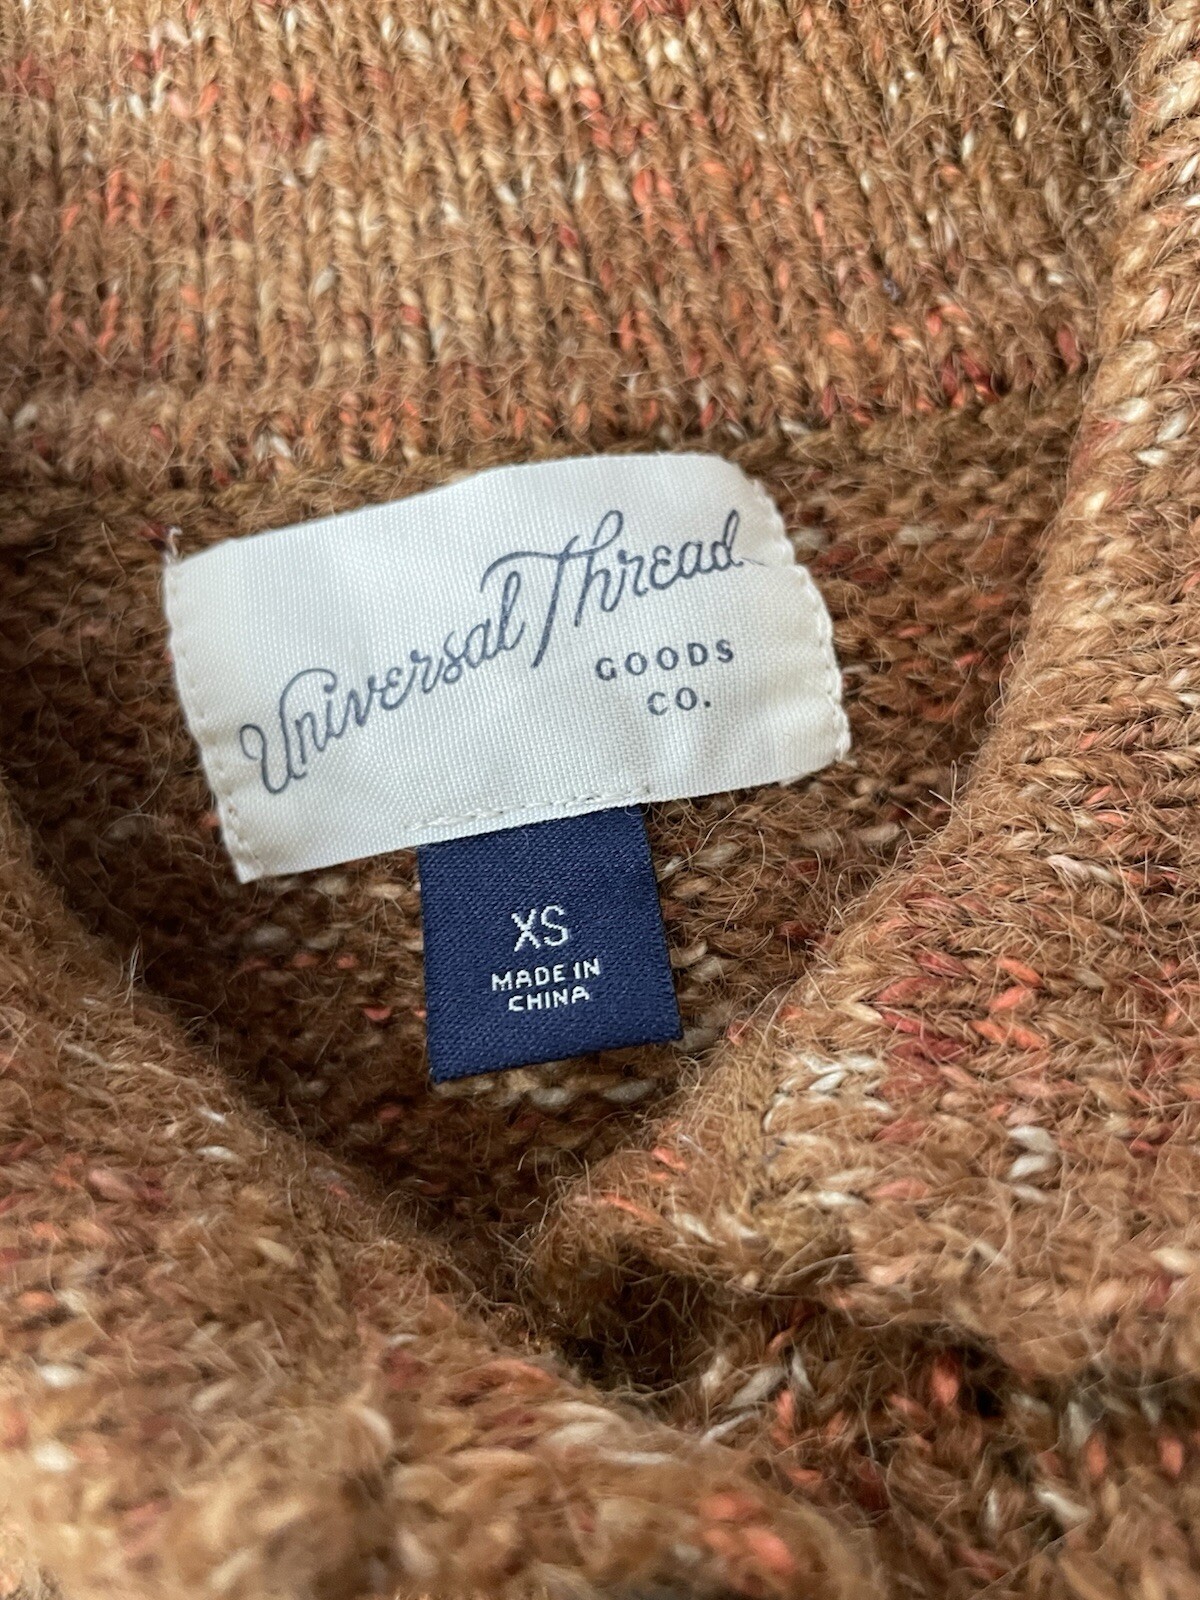 Universal Thread
GOODS
CO.
XS
MADE IN
CHINA